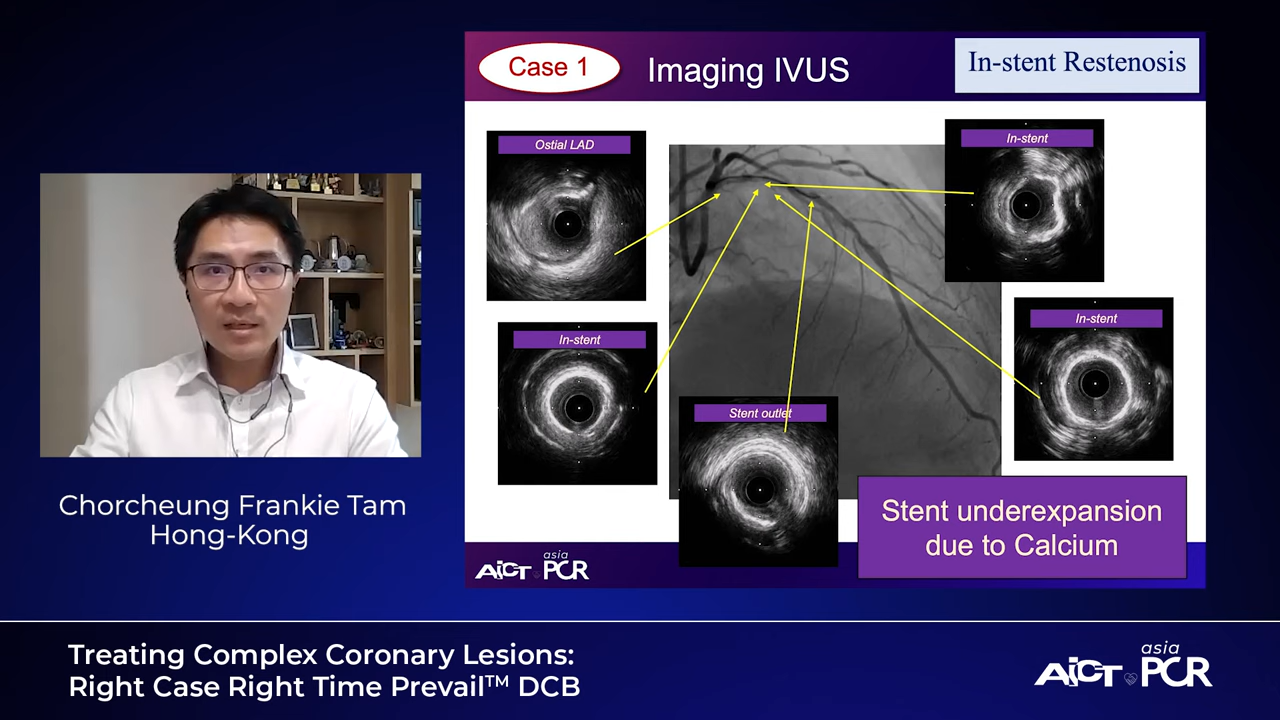 Case 1
Imaging IVUS
In-stent Restenosis
Ostial LAD
In-stent
In-stent
Stent outlet
In-stent
Stent underexpansion
due to Calcium
AICT
asia
PCR
Chorcheung Frankie Tam
Hong-Kong
Treating Complex Coronary Lesions:
Right Case Right Time Prevail™ DCB
AICT
asia
PCR